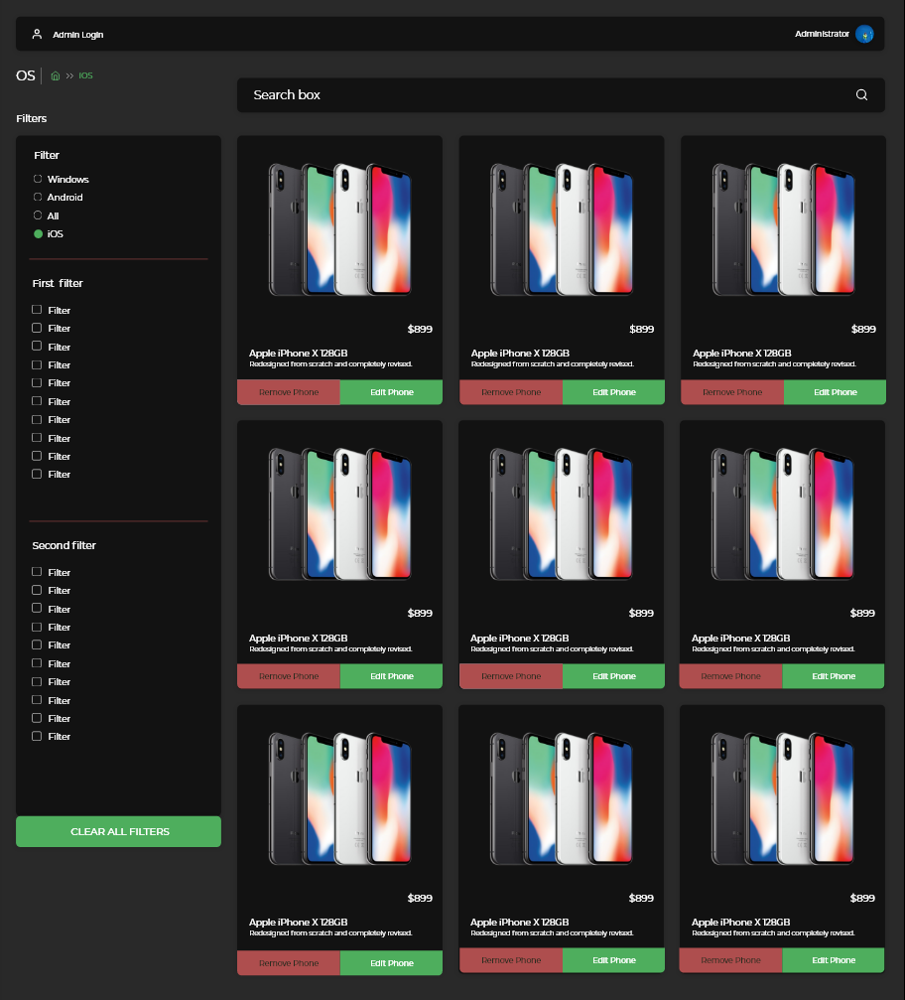 Admin Login
Administrator
OS
iOS
Search box
Filters
Filter
Windows
Android
All
iOS
First filter
Filter
Filter
Filter
Filter
Filter
Filter
Filter
Filter
Filter
Filter
Second filter
Filter
Filter
Filter
Filter
Filter
Filter
Filter
Filter
Filter
Filter
CLEAR ALL FILTERS
$899
Apple iPhone X 128GB
Redesigned from scratch and completely revised.
Remove Phone
Edit Phone
$899
Apple iPhone X 128GB
Redesigned from scratch and completely revised.
Remove Phone
Edit Phone
$899
Apple iPhone X 128GB
Redesigned from scratch and completely revised.
Remove Phone
Edit Phone
$899
Apple iPhone X 128GB
Redesigned from scratch and completely revised.
Remove Phone
Edit Phone
$899
Apple iPhone X 128GB
Redesigned from scratch and completely revised.
Remove Phone
Edit Phone
$899
Apple iPhone X 128GB
Redesigned from scratch and completely revised.
Remove Phone
Edit Phone
$899
Apple iPhone X 128GB
Redesigned from scratch and completely revised.
Remove Phone
Edit Phone
$899
Apple iPhone X 128GB
Redesigned from scratch and completely revised.
Remove Phone
Edit Phone
$899
Apple iPhone X 128GB
Redesigned from scratch and completely revised.
Remove Phone
Edit Phone